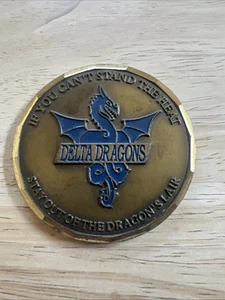 IF YOU CAN'T STAND THE HEAT
DELTA DRAGONS
STAY OUT OF THE DRAGON'S LAIR